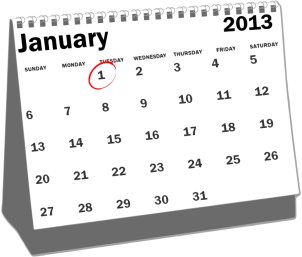 January 2013
SUNDAY MONDAY TUESDAY WEDNESDAY THURSDAY FRIDAY SATURDAY
1 2 3 4 5
6 7 8 9 10 11 12
13 14 15 16 17 18 19
20 21 22 23 24 25 26
27 28 29 30 31